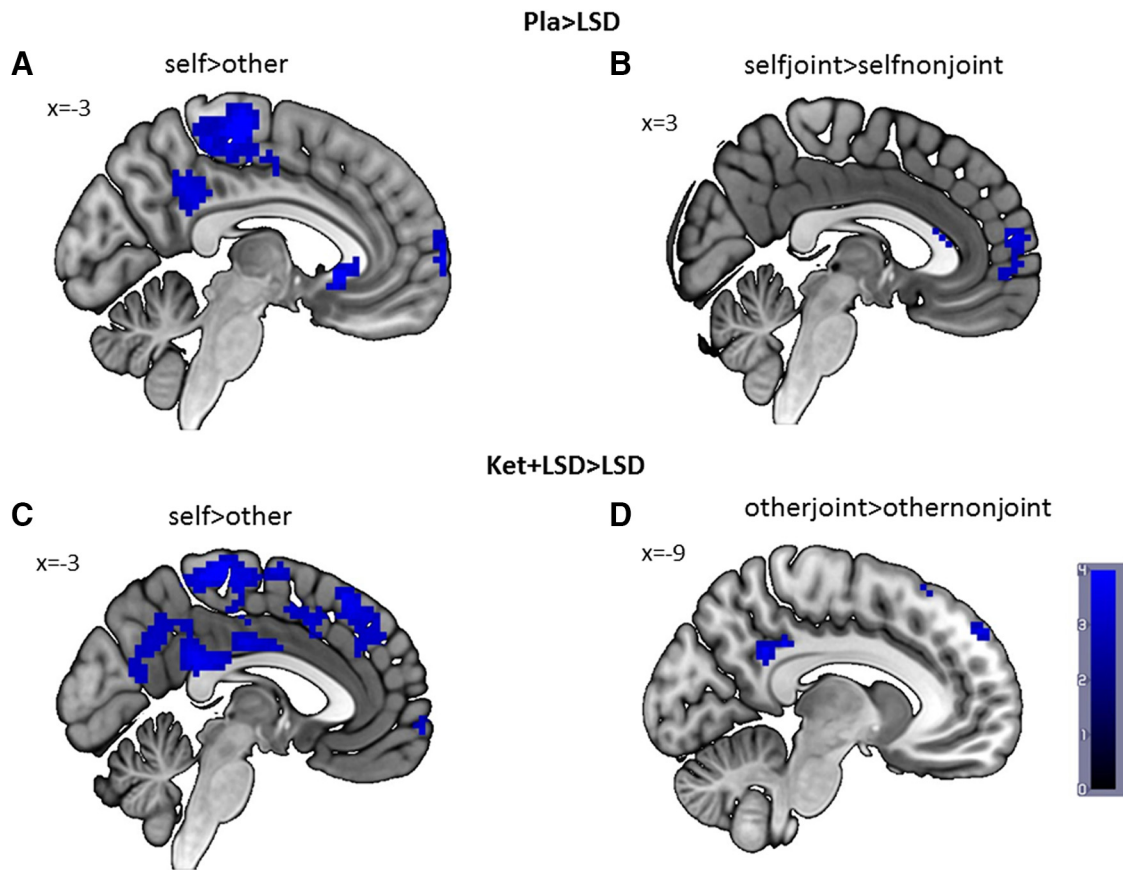 Pla>LSD
A
self>other
x=-3
B
selfjoint>selfnonjoint
x=3
Ket+LSD>LSD
C
self>other
x=-3
D
otherjoint>othernonjoint
x=-9
4
3
2
1
0